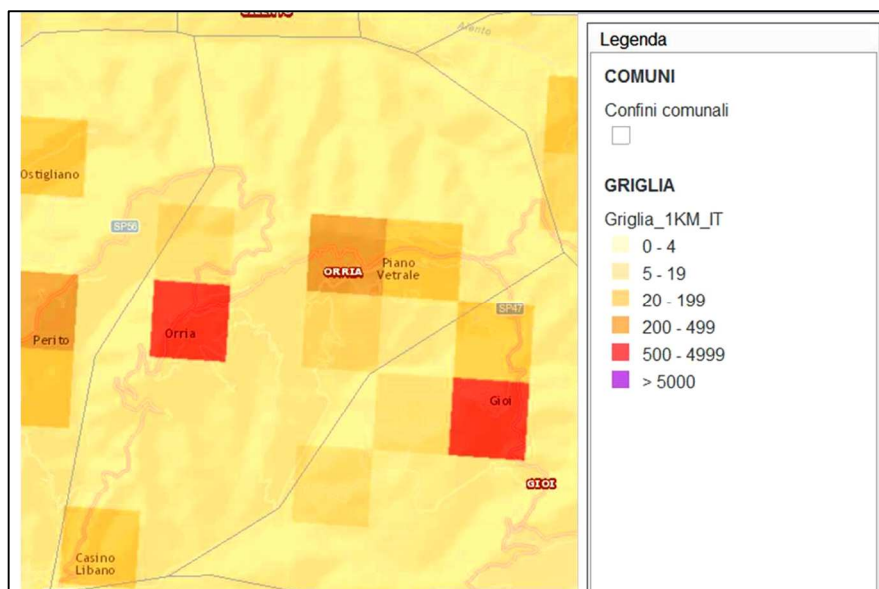 Alento
Ostigliano
SP56
ORRIA
Piano
Vetrale
SP47
Perito
Orria
Gioi
GIOI
Casino
Libano
Legenda
COMUNI
Confini comunali
GRIGLIA
Griglia_1KM_IT
0 - 4
5 - 19
20 - 199
200 - 499
500 - 4999
> 5000